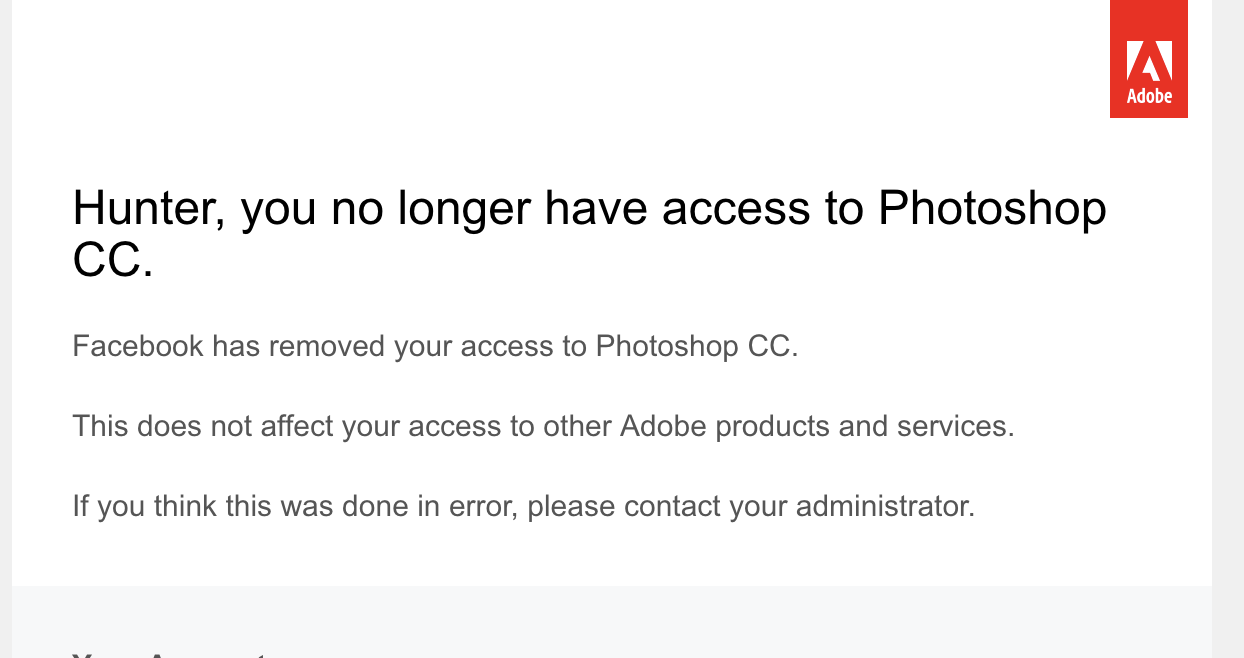 Adobe
Hunter, you no longer have access to Photoshop
CC.
Facebook has removed your access to Photoshop CC.
This does not affect your access to other Adobe products and services.
If you think this was done in error, please contact your administrator.